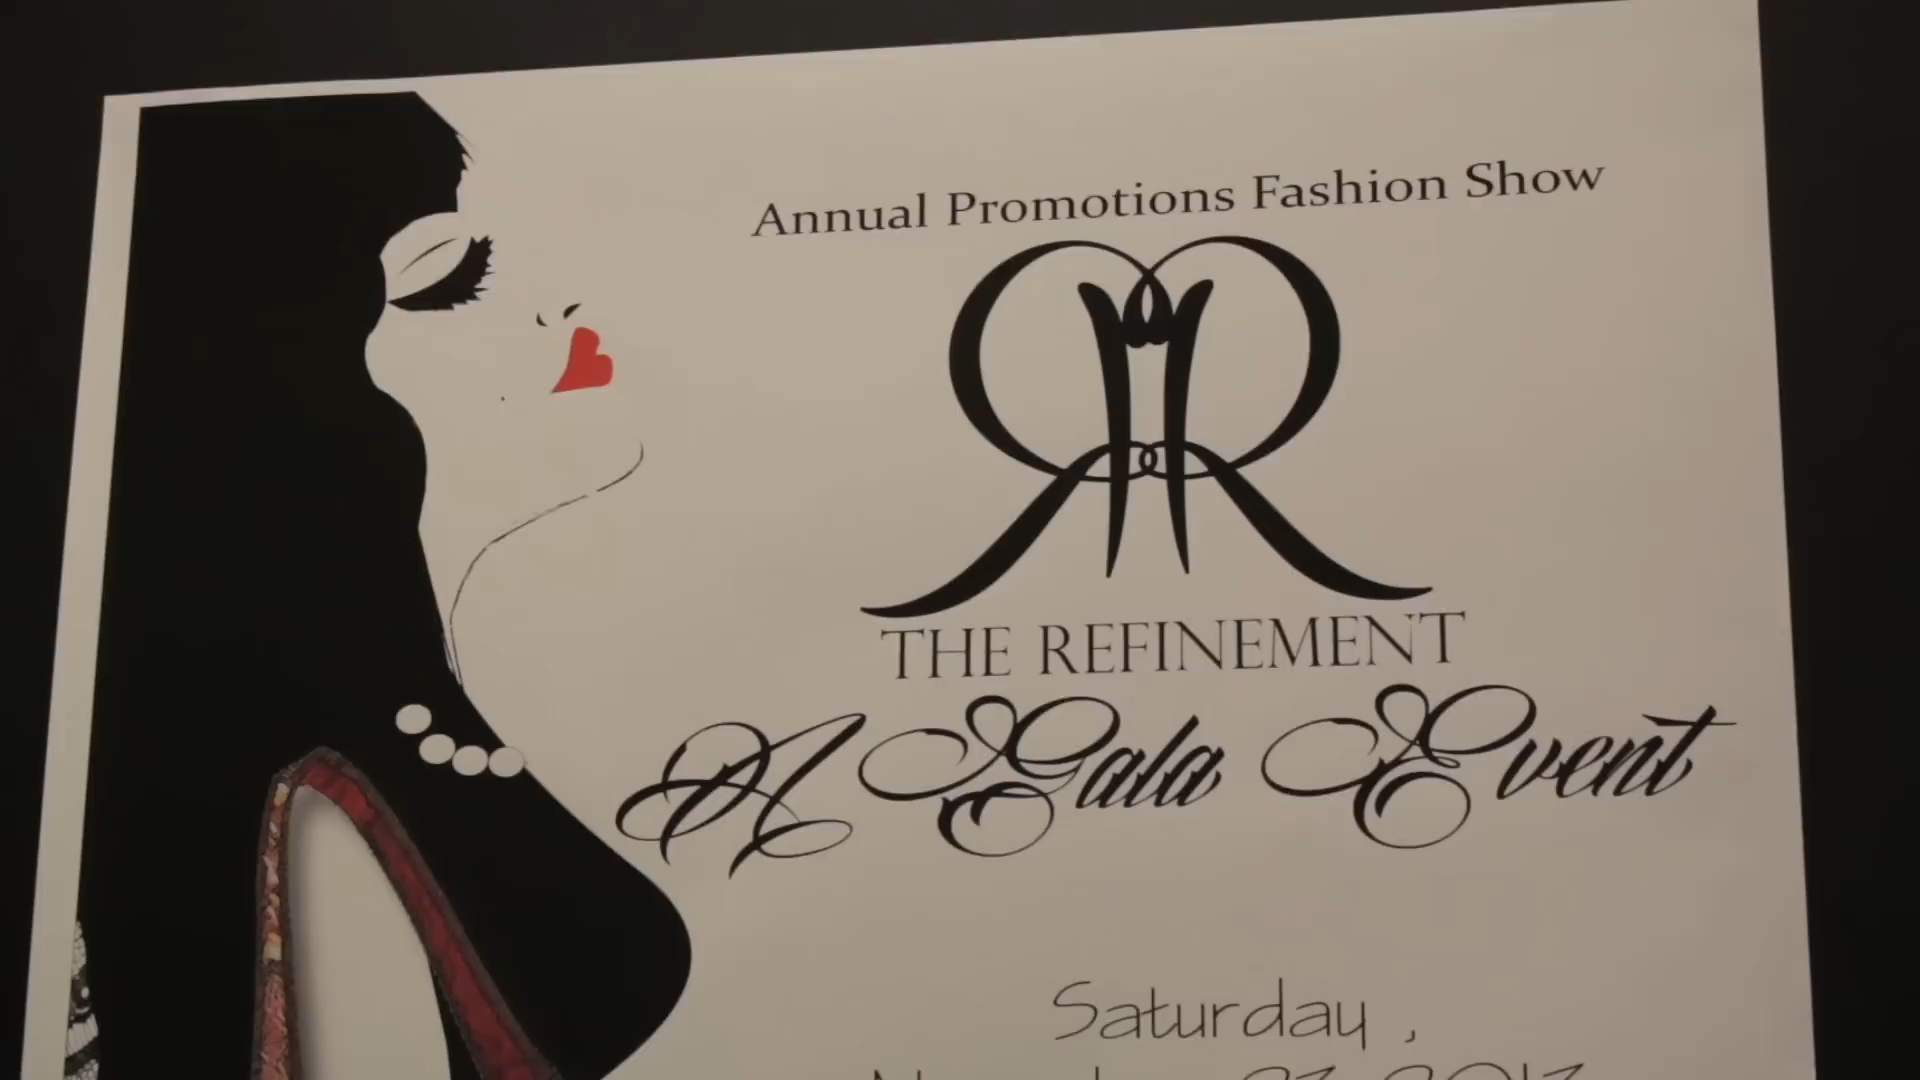 Annual Promotions Fashion Show
THE REFINEMENT
A Gala Event
Saturday ,